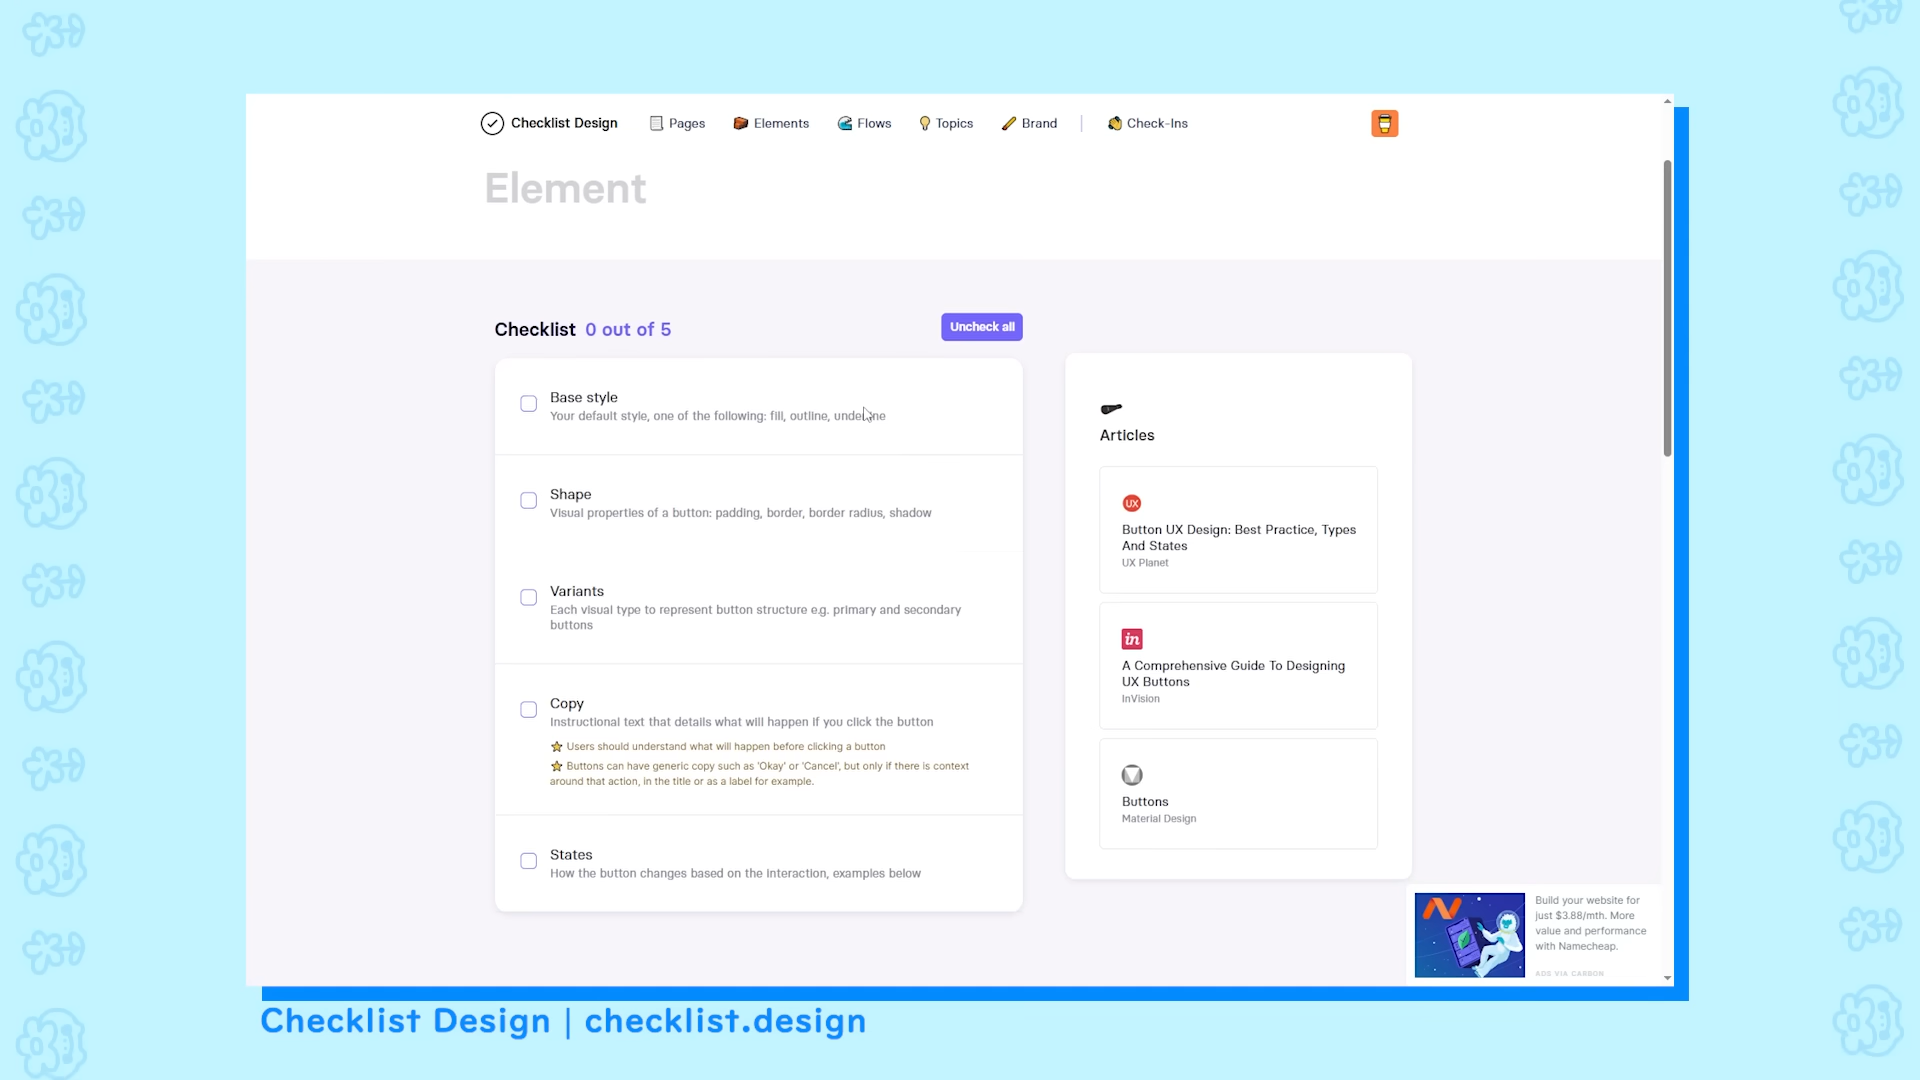 Checklist Design Pages Elements Flows Topics Brand | Check-Ins
Element
Checklist 0 out of 5
Uncheck all
Base style
Your default style, one of the following: fill, outline, underline
Shape
Visual properties of a button: padding, border, border radius, shadow
Variants
Each visual type to represent button structure e.g. primary and secondary
buttons
Copy
Instructional text that details what will happen if you click the button
⭐ Users should understand what will happen before clicking a button
⭐ Buttons can have generic copy such as 'Okay' or 'Cancel', but only if there is context
around that action, in the title or as a label for example.
States
How the button changes based on the interaction, examples below
Articles
UX
Button UX Design: Best Practice, Types
And States
UX Planet
in
A Comprehensive Guide To Designing
UX Buttons
InVision
Buttons
Material Design
Build your website for
just $3.88/mth. More
value and performance
with Namecheap.
ADS VIA CARBON
Checklist Design | checklist.design